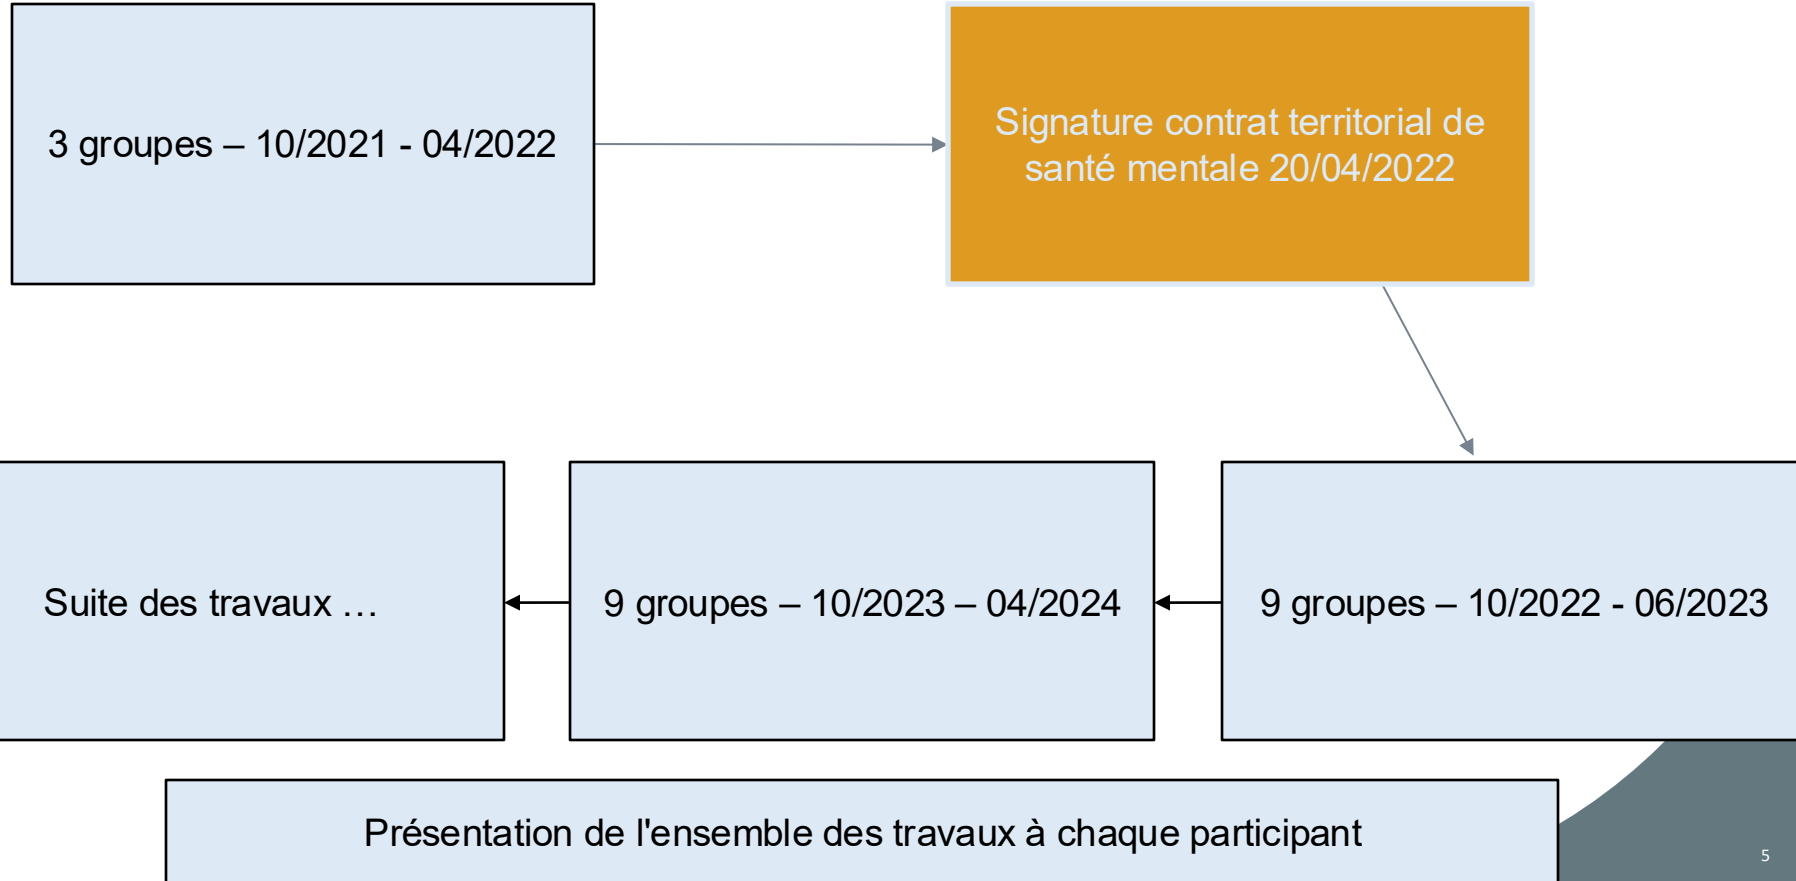 3 groupes – 10/2021 - 04/2022
Signature contrat territorial de
santé mentale 20/04/2022
Suite des travaux …
9 groupes – 10/2023 – 04/2024
9 groupes – 10/2022 - 06/2023
Présentation de l'ensemble des travaux à chaque participant
5